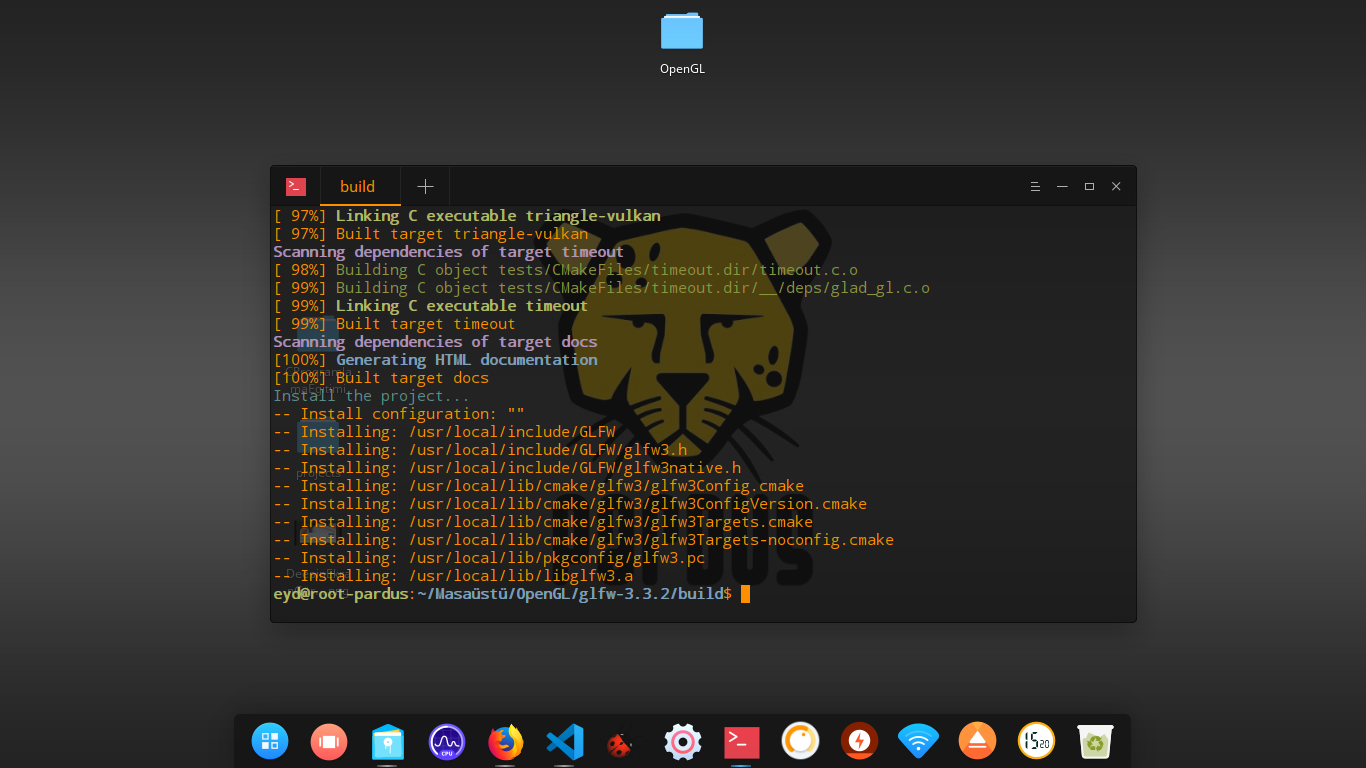 OpenGL
build
[ 97%] Linking C executable triangle-vulkan
[ 97%] Built target triangle-vulkan
Scanning dependencies of target timeout
[ 98%] Building C object tests/CMakeFiles/timeout.dir/timeout.c.o
[ 99%] Building C object tests/CMakeFiles/timeout.dir/__/deps/glad_gl.c.o
[ 99%] Linking C executable timeout
[ 99%] Built target timeout
Scanning dependencies of target docs
[100%] Generating HTML documentation
[100%] Built target docs
Install the project...
-- Install configuration: ""
-- Installing: /usr/local/include/GLFW
-- Installing: /usr/local/include/GLFW/glfw3.h
-- Installing: /usr/local/include/GLFW/glfw3native.h
-- Installing: /usr/local/lib/cmake/glfw3/glfw3Config.cmake
-- Installing: /usr/local/lib/cmake/glfw3/glfw3ConfigVersion.cmake
-- Installing: /usr/local/lib/cmake/glfw3/glfw3Targets.cmake
-- Installing: /usr/local/lib/cmake/glfw3/glfw3Targets-noconfig.cmake
-- Installing: /usr/local/lib/pkgconfig/glfw3.pc
-- Installing: /usr/local/lib/libglfw3.a
eyd@root-pardus:~/Masaüstü/OpenGL/glfw-3.3.2/build$
PARDUS
CPU
15 20